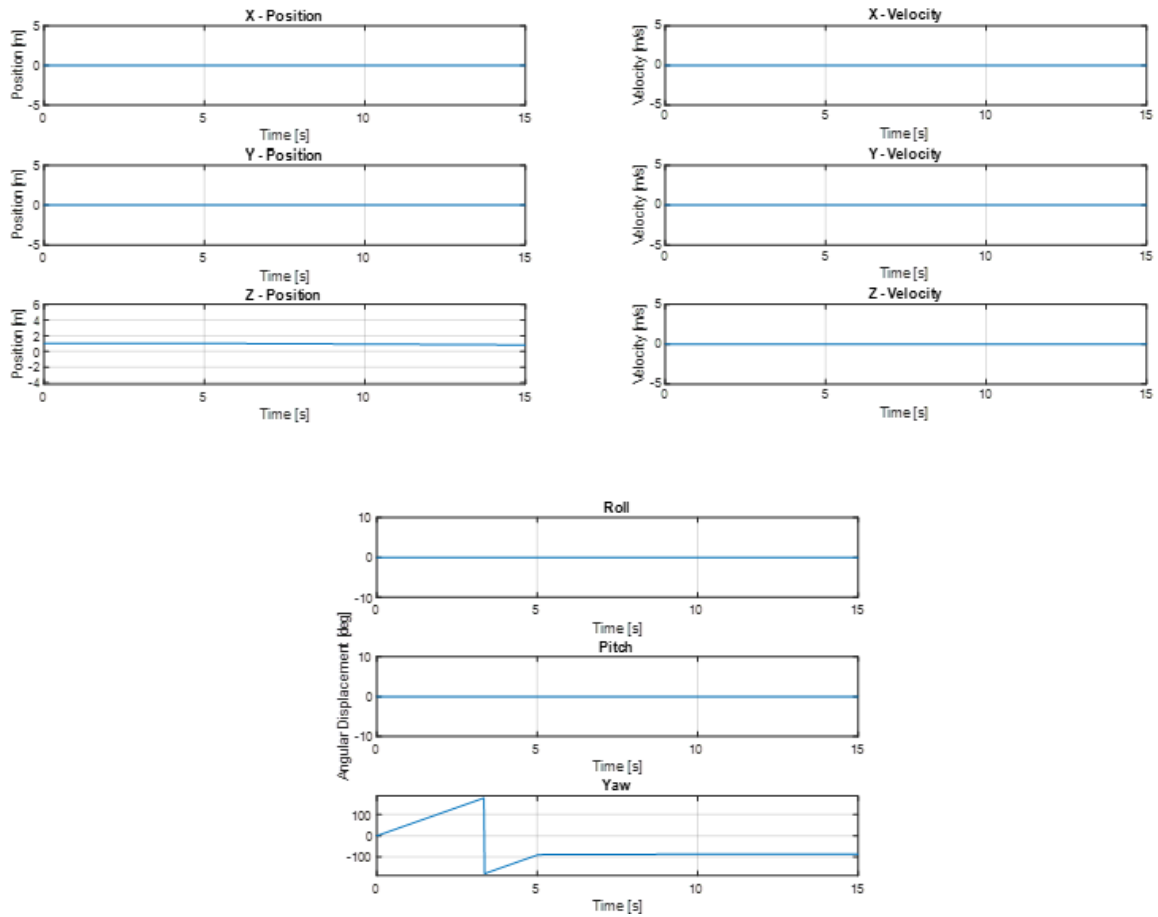 X - Position
5
0
-5
Position [m]
0 5 10 15
Time [s]
Y - Position
5
0
-5
Position [m]
0 5 10 15
Time [s]
Z - Position
6
4
2
0
-2
-4
Position [m]
0 5 10 15
Time [s]
X - Velocity
5
0
-5
Velocity [m/s]
0 5 10 15
Time [s]
Y - Velocity
5
0
-5
Velocity [m/s]
0 5 10 15
Time [s]
Z - Velocity
5
0
-5
Velocity [m/s]
0 5 10 15
Time [s]
Roll
10
0
-10
0 5 10 15
Time [s]
Angular Displacement [deg]
Pitch
10
0
-10
0 5 10 15
Time [s]
Yaw
100
0
-100
0 5 10 15
Time [s]